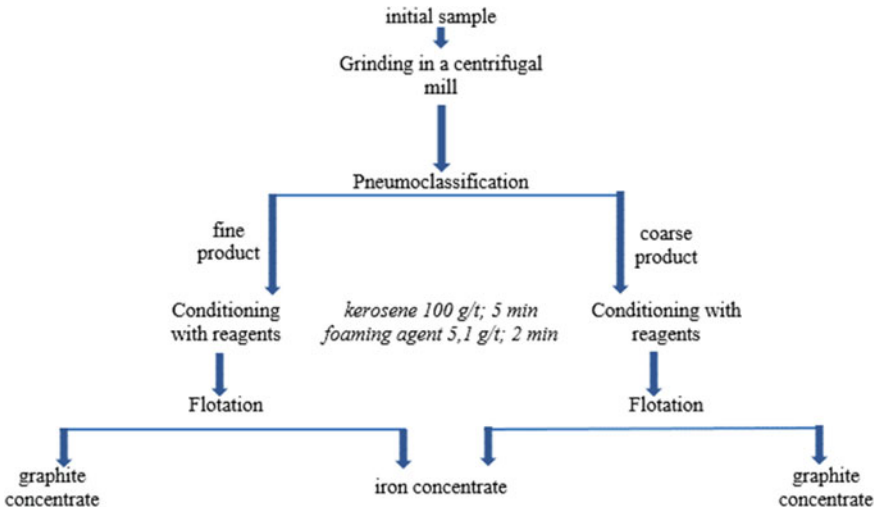 initial sample
Grinding in a centrifugal
mill
Pneumoclassification
fine
product
coarse
product
Conditioning
with reagents
kerosene 100 g/t; 5 min
foaming agent 5,1 g/t; 2 min
Conditioning with
reagents
Flotation
Flotation
graphite
concentrate
iron concentrate
graphite
concentrate